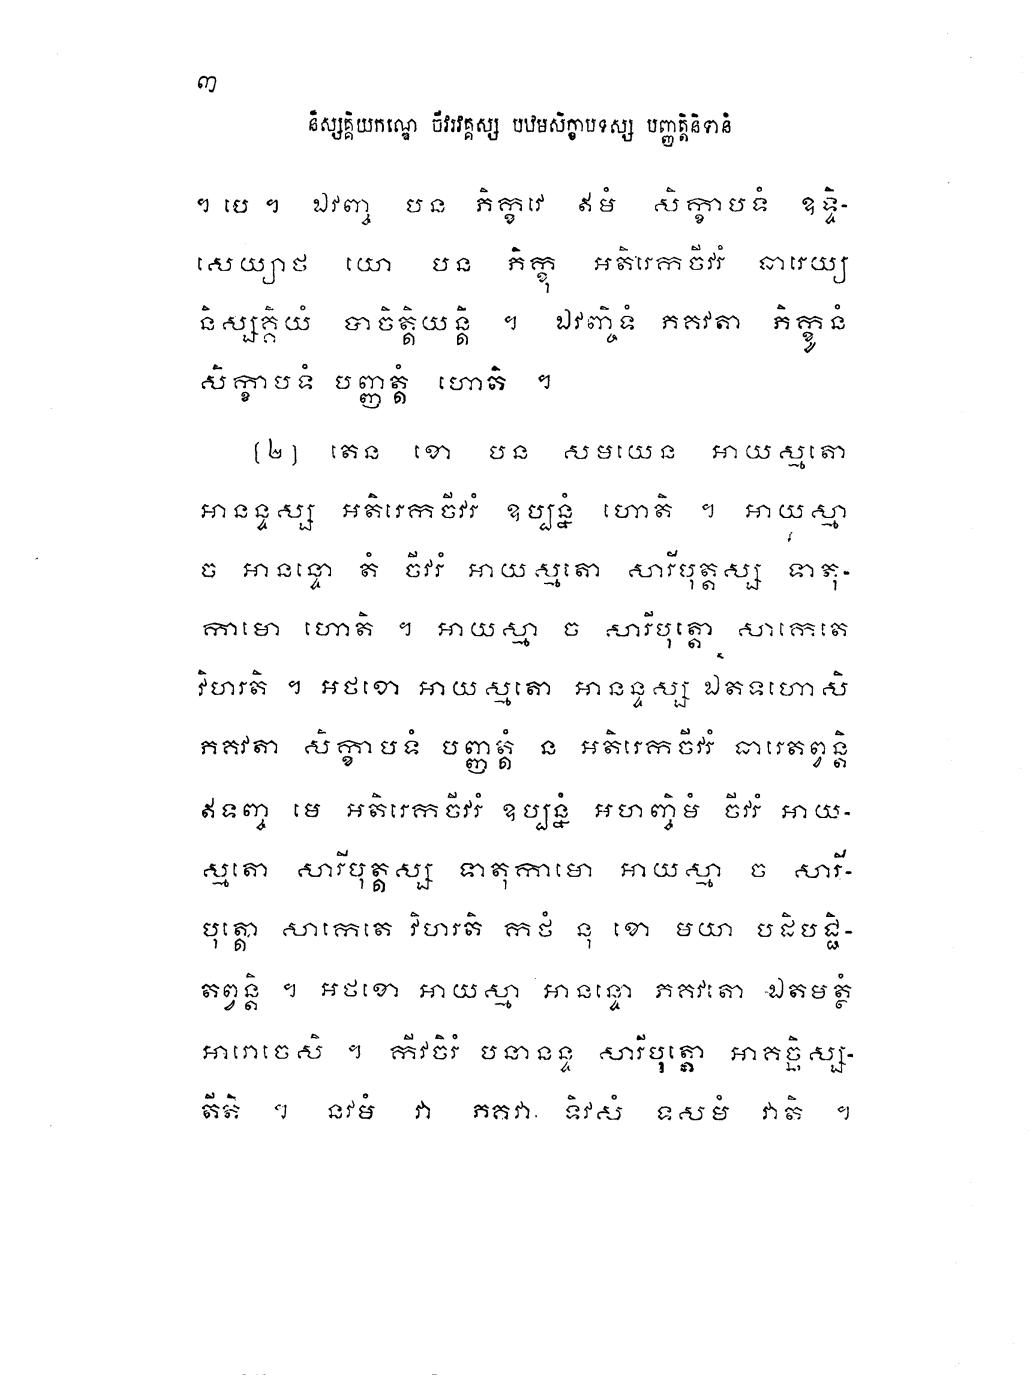 ៣
និស្សគ្គិយកណ្ឌេ ចីវរវគ្គស្ស បឋមសិក្ខាបទស្ស បញ្ញត្តិនិទានំ
។ បេ ។ ឯវញ្ច បន ភិក្ខវេ ឥមំ សិក្ខាបទំ ឧទ្ទិ-
សេយ្យាថ យោ បន ភិក្ខុ អតិរេកចីវរំ ធារេយ្យ
និស្សគ្គិយំ បាចិត្តិយន្តិ ។ ឯវញ្ចិទំ ភគវតា ភិក្ខូនំ
សិក្ខាបទំ បញ្ញត្តំ ហោតិ ។
(២) តេន ខោ បន សមយេន អាយស្មតោ
អានន្ទស្ស អតិរេកចីវរំ ឧប្បន្នំ ហោតិ ។ អាយស្មា
ច អានន្ទោ តំ ចីវរំ អាយស្មតោ សារីបុត្តស្ស ទាតុ-
កាមោ ហោតិ ។ អាយស្មា ច សារីបុត្តោ សាកេតេ
វិហរតិ ។ អថខោ អាយស្មតោ អានន្ទស្ស ឯតទហោសិ
ភគវតា សិក្ខាបទំ បញ្ញត្តំ ន អតិរេកចីវរំ ធារេតព្វន្តិ
ឥទញ្ច មេ អតិរេកចីវរំ ឧប្បន្នំ អហញ្ចិមំ ចីវរំ អាយ-
ស្មតោ សារីបុត្តស្ស ទាតុកាមោ អាយស្មា ច សារី-
បុត្តោ សាកេតេ វិហរតិ កថំ នុ ខោ មយា បដិបជ្ជិ-
តព្វន្តិ ។ អថខោ អាយស្មា អានន្ទោ ភគវតោ ឯតមត្ថំ
អារោចេសិ ។ កីវចិរំ បនានន្ទ សារីបុត្តោ អាគច្ឆិស្ស-
តីតិ ។ នវមំ វា ភគវា ទិវសំ ទសមំ វាតិ ។